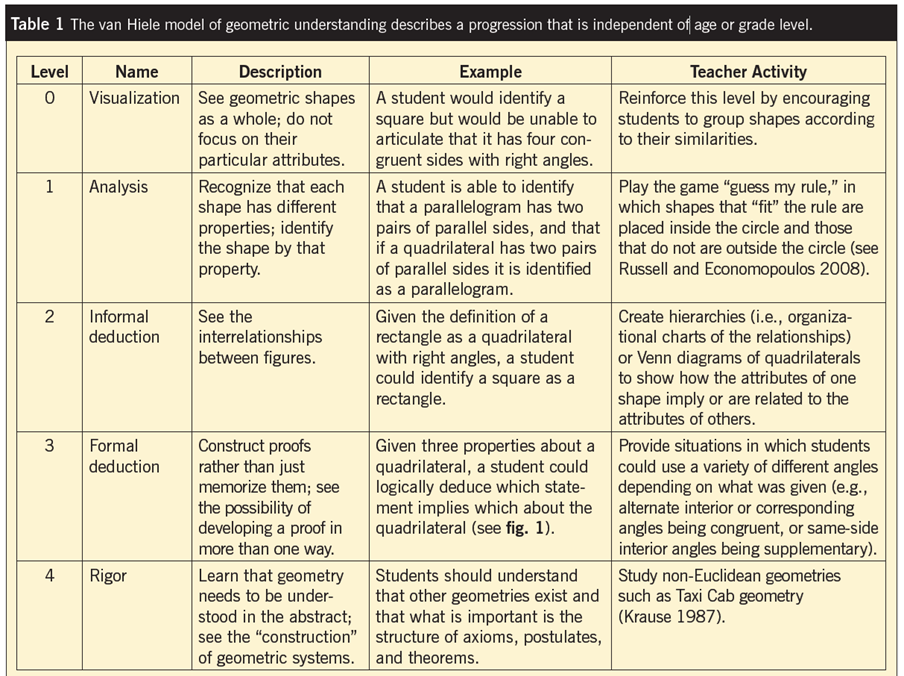 Table 1 The van Hiele model of geometric understanding describes a progression that is independent of age or grade level.
Level Name Description Example Teacher Activity
0 Visualization
See geometric shapes
as a whole; do not
focus on their
particular attributes.
A student would identify a
square but would be unable to
articulate that it has four con-
gruent sides with right angles.
Reinforce this level by encouraging
students to group shapes according
to their similarities.
1 Analysis
Recognize that each
shape has different
properties; identify
the shape by that
property.
A student is able to identify
that a parallelogram has two
pairs of parallel sides, and that
if a quadrilateral has two pairs
of parallel sides it is identified
as a parallelogram.
Play the game “guess my rule,” in
which shapes that “fit” the rule are
placed inside the circle and those
that do not are outside the circle (see
Russell and Economopoulos 2008).
2 Informal
deduction
See the
interrelationships
between figures.
Given the definition of a
rectangle as a quadrilateral
with right angles, a student
could identify a square as a
rectangle.
Create hierarchies (i.e., organiza-
tional charts of the relationships)
or Venn diagrams of quadrilaterals
to show how the attributes of one
shape imply or are related to the
attributes of others.
3 Formal
deduction
Construct proofs
rather than just
memorize them; see
the possibility of
developing a proof in
more than one way.
Given three properties about a
quadrilateral, a student could
logically deduce which state-
ment implies which about the
quadrilateral (see fig. 1).
Provide situations in which students
could use a variety of different angles
depending on what was given (e.g.,
alternate interior or corresponding
angles being congruent, or same-side
interior angles being supplementary).
4 Rigor
Learn that geometry
needs to be under-
stood in the abstract;
see the “construction”
of geometric systems.
Students should understand
that other geometries exist and
that what is important is the
structure of axioms, postulates,
and theorems.
Study non-Euclidean geometries
such as Taxi Cab geometry
(Krause 1987).